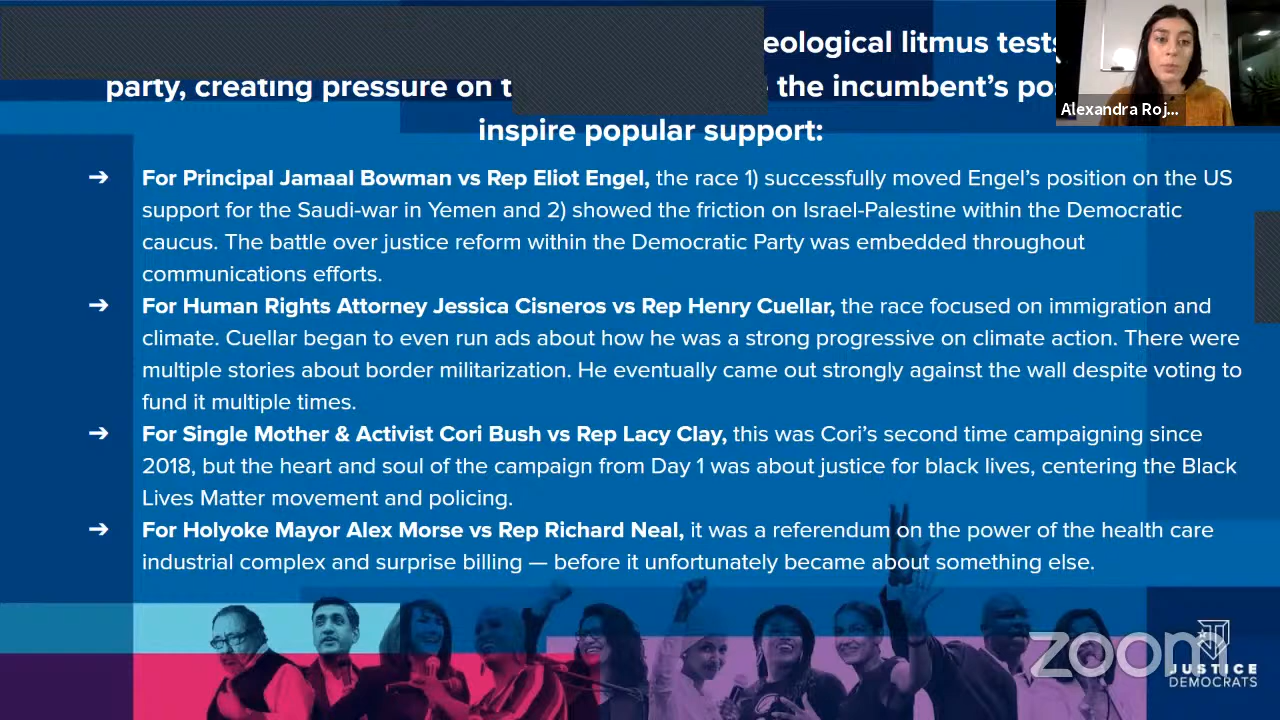 eological litmus tests
party, creating pressure on t the incumbent's pos
inspire popular support:
➔ For Principal Jamaal Bowman vs Rep Eliot Engel, the race 1) successfully moved Engel's position on the US
support for the Saudi-war in Yemen and 2) showed the friction on Israel-Palestine within the Democratic
caucus. The battle over justice reform within the Democratic Party was embedded throughout
communications efforts.
➔ For Human Rights Attorney Jessica Cisneros vs Rep Henry Cuellar, the race focused on immigration and
climate. Cuellar began to even run ads about how he was a strong progressive on climate action. There were
multiple stories about border militarization. He eventually came out strongly against the wall despite voting to
fund it multiple times.
➔ For Single Mother & Activist Cori Bush vs Rep Lacy Clay, this was Cori's second time campaigning since
2018, but the heart and soul of the campaign from Day 1 was about justice for black lives, centering the Black
Lives Matter movement and policing.
➔ For Holyoke Mayor Alex Morse vs Rep Richard Neal, it was a referendum on the power of the health care
industrial complex and surprise billing — before it unfortunately became about something else.
Alexandra Roj...
zoom
JUSTICE
DEMOCRATS